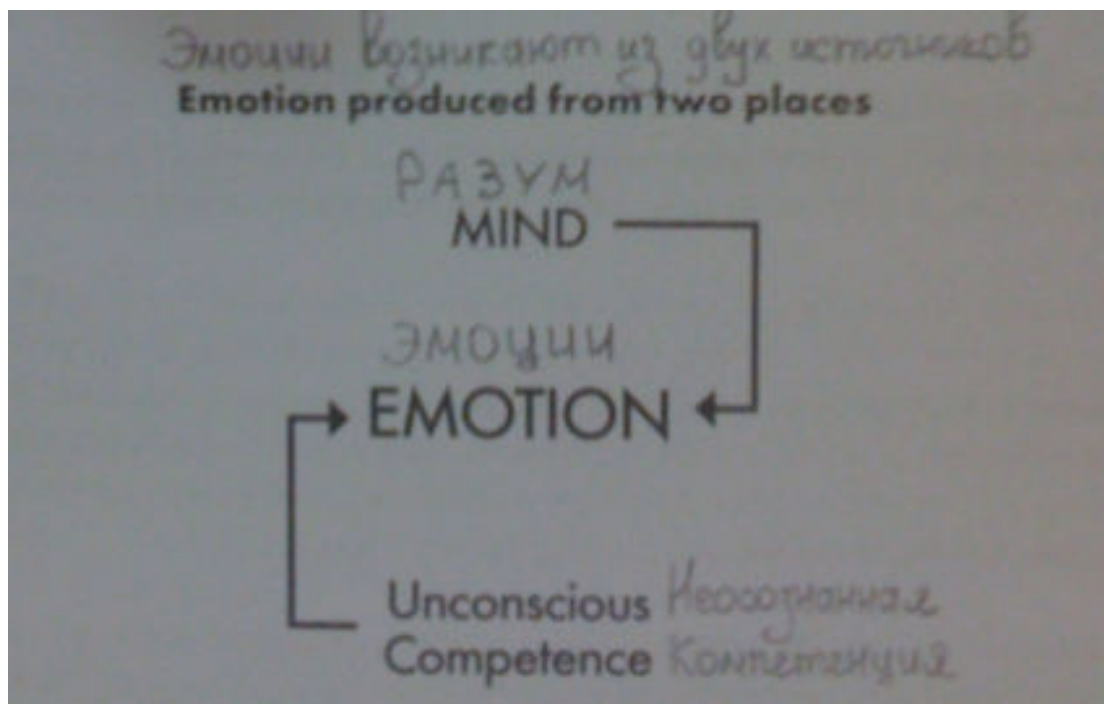 Эмоции возникают из двух источников
Emotion produced from two places
РАЗУМ
MIND
ЭМОЦИИ
EMOTION
Unconscious Неосознанная
Competence Компетенция